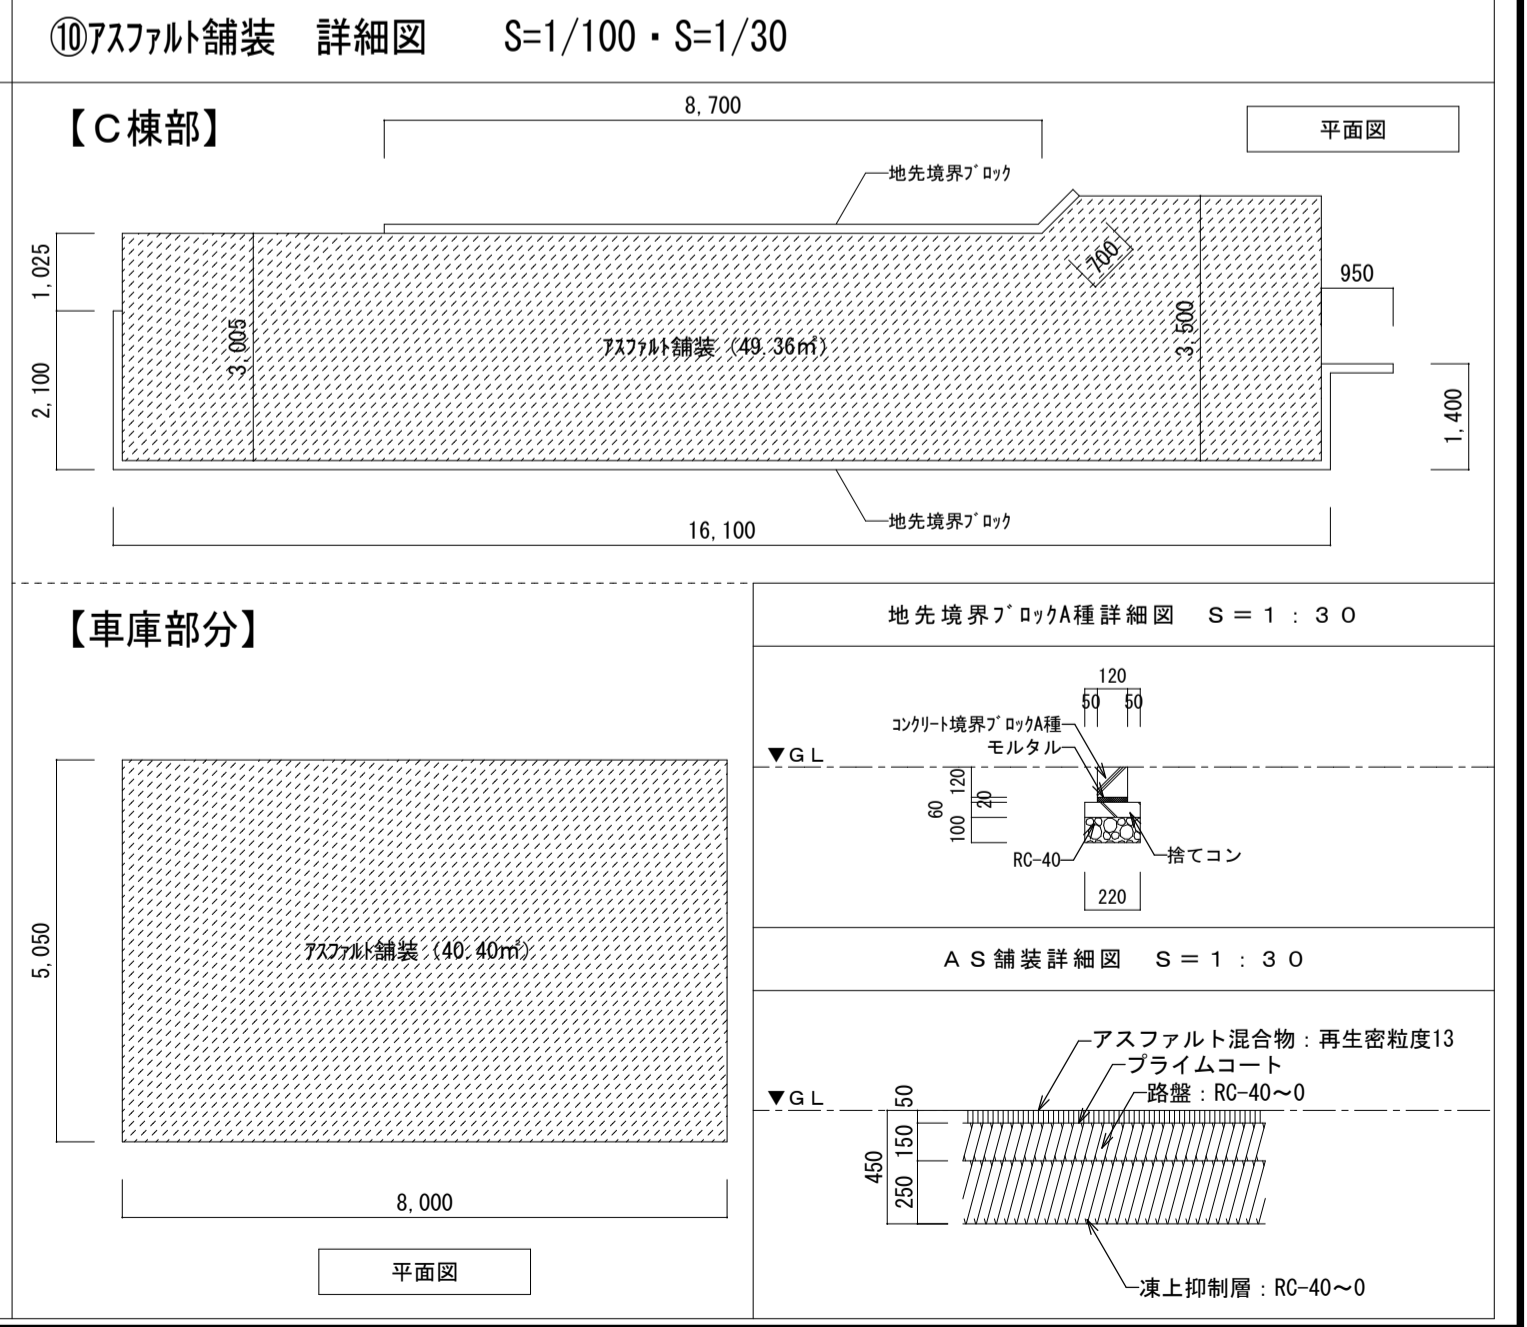 ⑩アスファルト舗装　詳細図　　S=1/100・S=1/30
【C棟部】
平面図
8,700
地先境界ブロック
1,025
2,100
3,005
アスファルト舗装 (49.36㎡)
700
3,500
950
1,400
地先境界ブロック
16,100
【車庫部分】
5,050
アスファルト舗装 (40.40㎡)
8,000
平面図
地先境界ブロックA種詳細図　S=1:30
120
50
50
コンクリート境界ブロックA種
モルタル
▼GL
120
20
60
100
RC-40
捨てコン
220
AS舗装詳細図　S=1:30
アスファルト混合物：再生密粒度13
プライムコート
路盤：RC-40～0
▼GL
50
150
250
450
凍上抑制層：RC-40～0